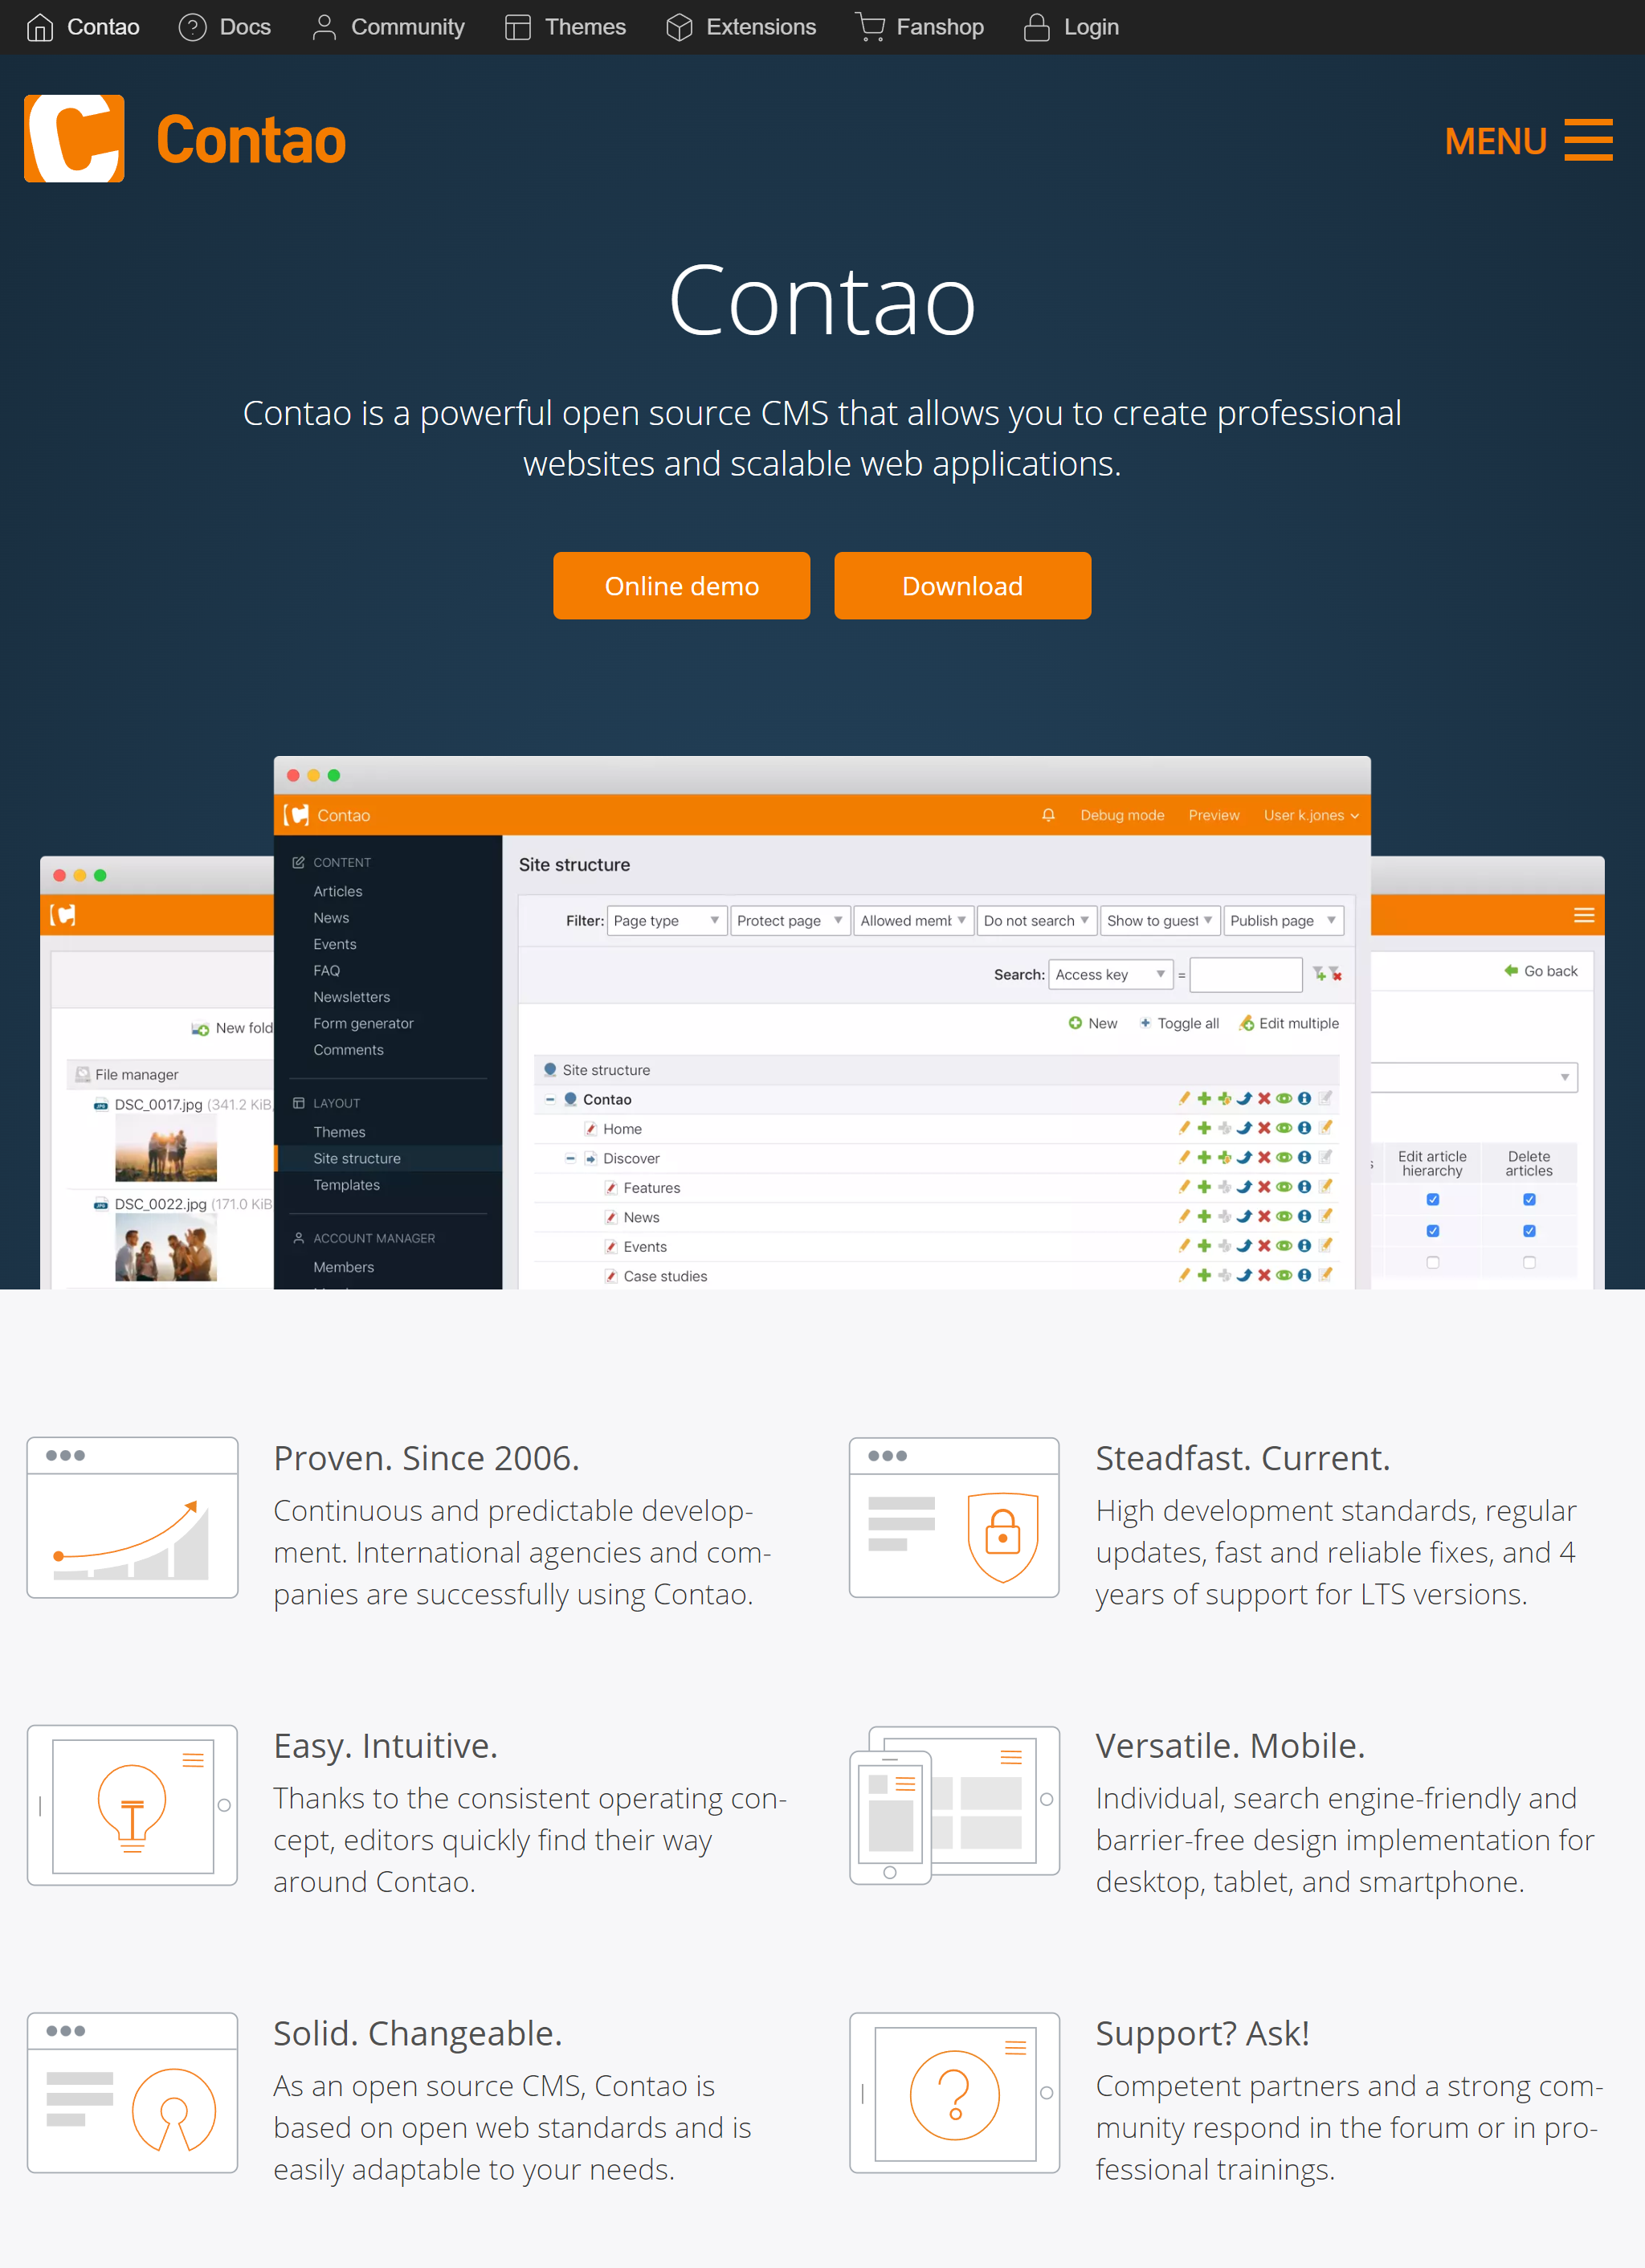 Contao Docs Community Themes Extensions Fanshop Login
Contao
MENU
Contao
Contao is a powerful open source CMS that allows you to create professional
websites and scalable web applications.
Online demo
Download
Contao
Debug mode
Preview
User k.jones
CONTENT
Articles
News
Events
FAQ
Newsletters
Form generator
Comments
LAYOUT
Themes
Site structure
Templates
ACCOUNT MANAGER
Members
Site structure
Filter: Page type Protect page Allowed memb Do not search Show to guest Publish page
Search: Access key =
New Toggle all Edit multiple
Site structure
Contao
Home
Discover
Features
News
Events
Case studies
New fold
File manager
DSC_0017.jpg (341.2 KiB,
DSC_0022.jpg (171.0 KiB
Go back
Edit article
hierarchy
Delete
articles
Proven. Since 2006.
Continuous and predictable develop-
ment. International agencies and com-
panies are successfully using Contao.
Steadfast. Current.
High development standards, regular
updates, fast and reliable fixes, and 4
years of support for LTS versions.
Easy. Intuitive.
Thanks to the consistent operating con-
cept, editors quickly find their way
around Contao.
Versatile. Mobile.
Individual, search engine-friendly and
barrier-free design implementation for
desktop, tablet, and smartphone.
Solid. Changeable.
As an open source CMS, Contao is
based on open web standards and is
easily adaptable to your needs.
Support? Ask!
Competent partners and a strong com-
munity respond in the forum or in pro-
fessional trainings.